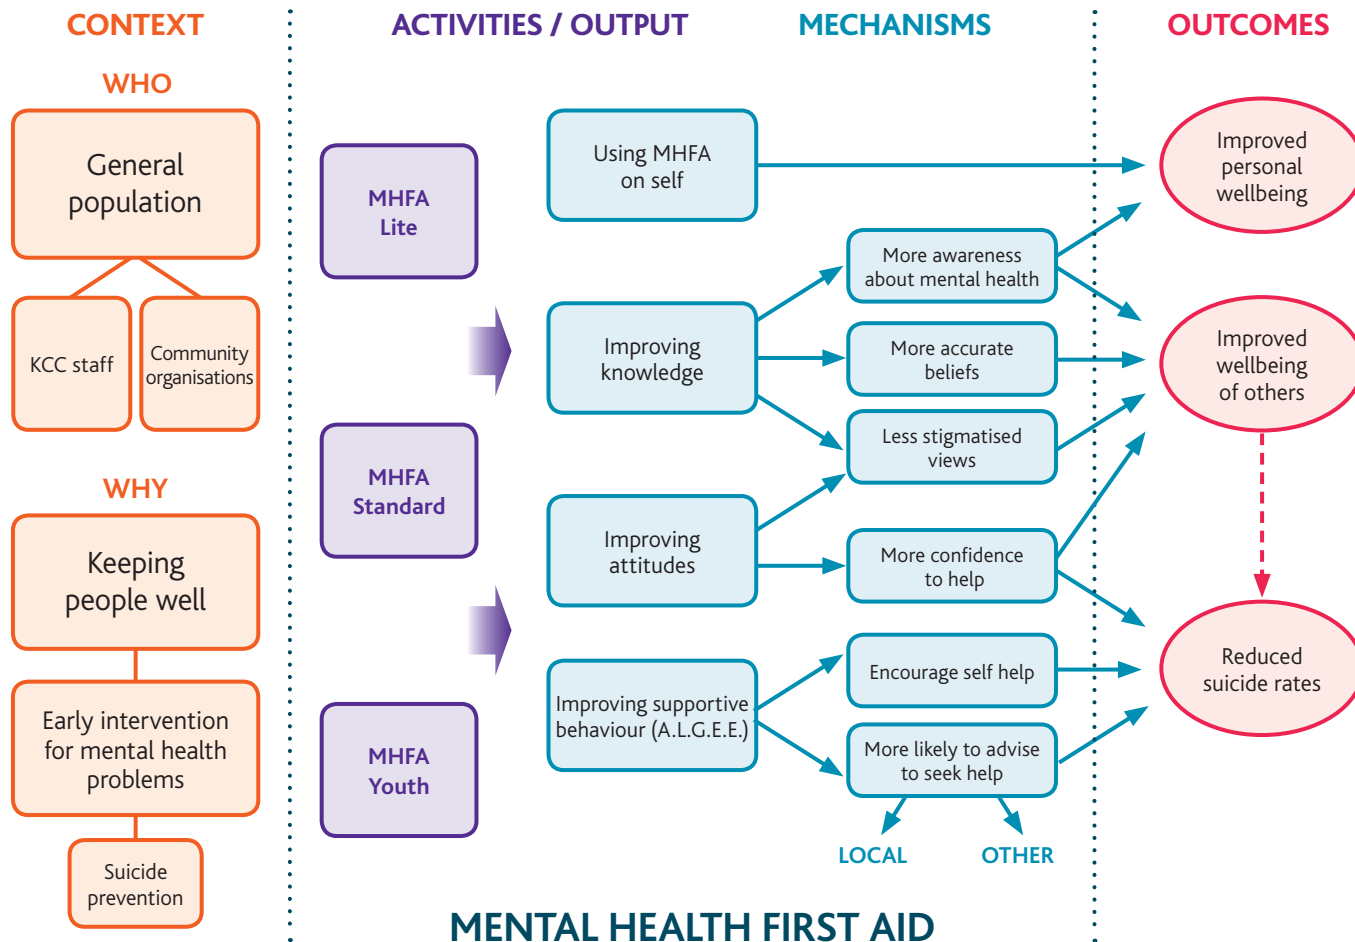 CONTEXT
ACTIVITIES / OUTPUT
MECHANISMS
OUTCOMES
WHO
General
population
KCC staff
Community
organisations
WHY
Keeping
people well
Early intervention
for mental health
problems
Suicide
prevention
MHFA
Lite
MHFA
Standard
MHFA
Youth
Using MHFA
on self
Improving
knowledge
Improving
attitudes
Improving supportive
behaviour (A.L.G.E.E.)
More awareness
about mental health
More accurate
beliefs
Less stigmatised
views
More confidence
to help
Encourage self help
More likely to advise
to seek help
LOCAL
OTHER
Improved
personal
wellbeing
Improved
wellbeing
of others
Reduced
suicide rates
MENTAL HEALTH FIRST AID